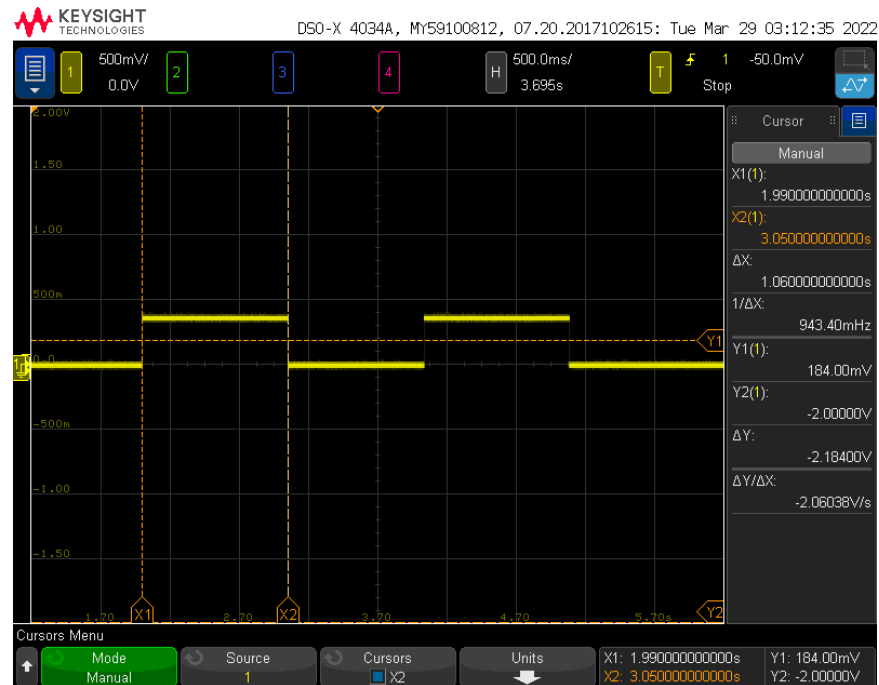 KEYSIGHT
TECHNOLOGIES
DSO-X 4034A, MY59100812, 07.20.2017102615: Tue Mar 29 03:12:35 2022
1 500mV/ 2 3 4 H 500.0ms/ T 1 -50.0mV
0.0V 3.695s Stop
2.00V
1.50
1.00
500m
0.0
-500m
-1.00
-1.50
1.70 2.70 3.70 4.70 5.70s
X1 X2
Y1
Y2
Cursor
Manual
X1(1):
1.990000000000s
X2(1):
3.050000000000s
ΔX:
1.060000000000s
1/ΔX:
943.40mHz
Y1(1):
184.00mV
Y2(1):
-2.00000V
ΔY:
-2.18400V
ΔY/ΔX:
-2.06038V/s
Cursors Menu
Mode
Manual
Source
1
Cursors
X2
Units
X1: 1.990000000000s
X2: 3.050000000000s
Y1: 184.00mV
Y2: -2.00000V